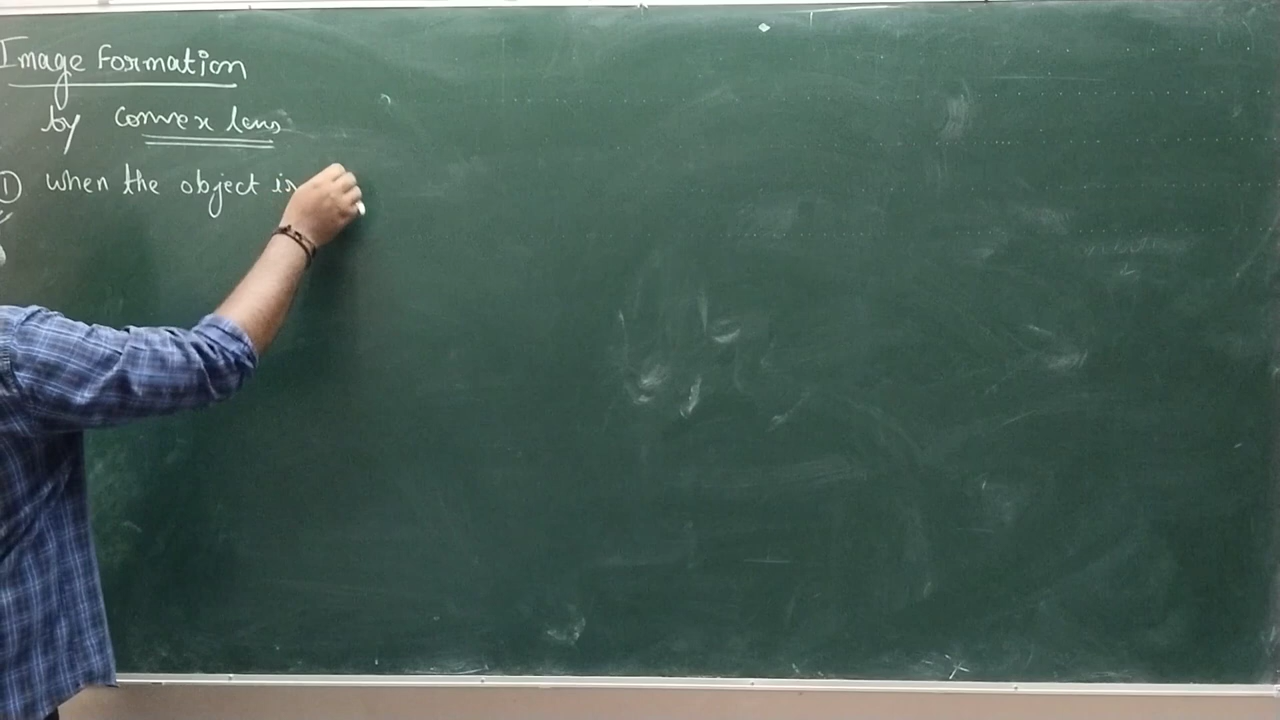 Image Formation
by convex lens
① when the object is